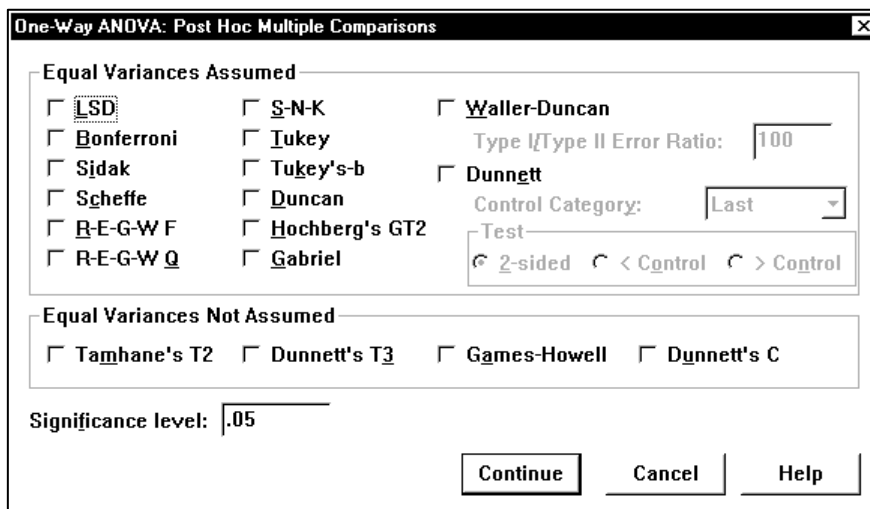 One-Way ANOVA: Post Hoc Multiple Comparisons
Equal Variances Assumed
LSD S-N-K Waller-Duncan
Bonferroni Tukey Type I/Type II Error Ratio: 100
Sidak Tukey's-b Dunnett
Scheffe Duncan Control Category: Last
R-E-G-W F Hochberg's GT2 Test
R-E-G-W Q Gabriel 2-sided < Control > Control
Equal Variances Not Assumed
Tamhane's T2 Dunnett's T3 Games-Howell Dunnett's C
Significance level: .05
Continue Cancel Help